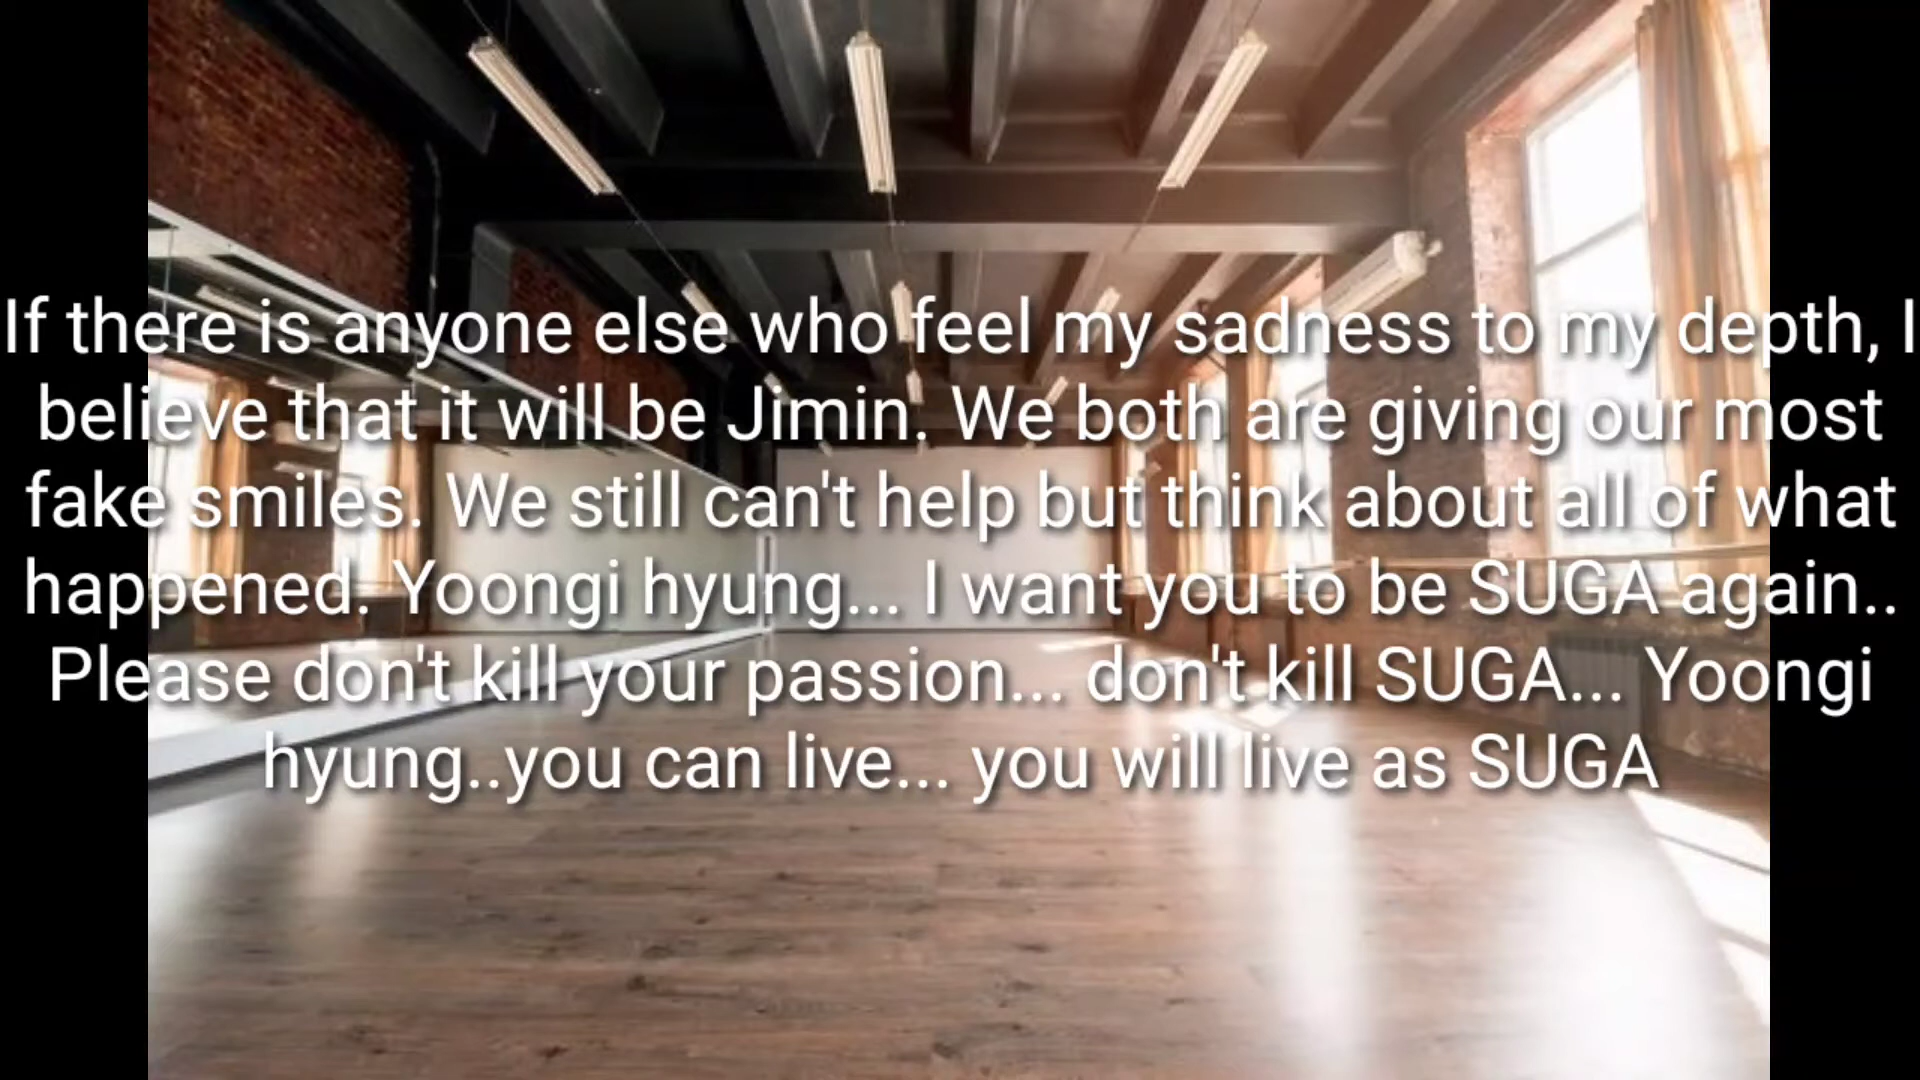 If there is anyone else who feel my sadness to my depth, I
believe that it will be Jimin. We both are giving our most
fake smiles. We still can't help but think about all of what
happened. Yoongi hyung... I want you to be SUGA again..
Please don't kill your passion... don't kill SUGA... Yoongi
hyung..you can live... you will live as SUGA